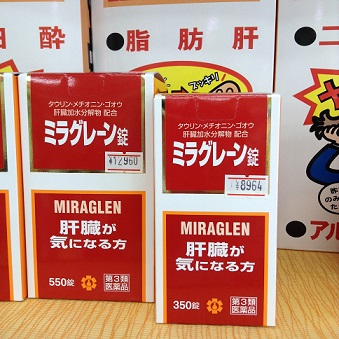 酔
脂肪肝
スッキリ
タウリン・メチオニン・ゴオウ
肝臓加水分解物 配合
ミラグレーン錠
¥12960
MIRAGLEN
肝臓が
気になる方
550錠
第3類
医薬品
タウリン・メチオニン・ゴオウ
肝臓加水分解物 配合
ミラグレーン錠
¥8964
MIRAGLEN
肝臓が
気になる方
350錠
第3類
医薬品
二
昨
のみ
た
アル